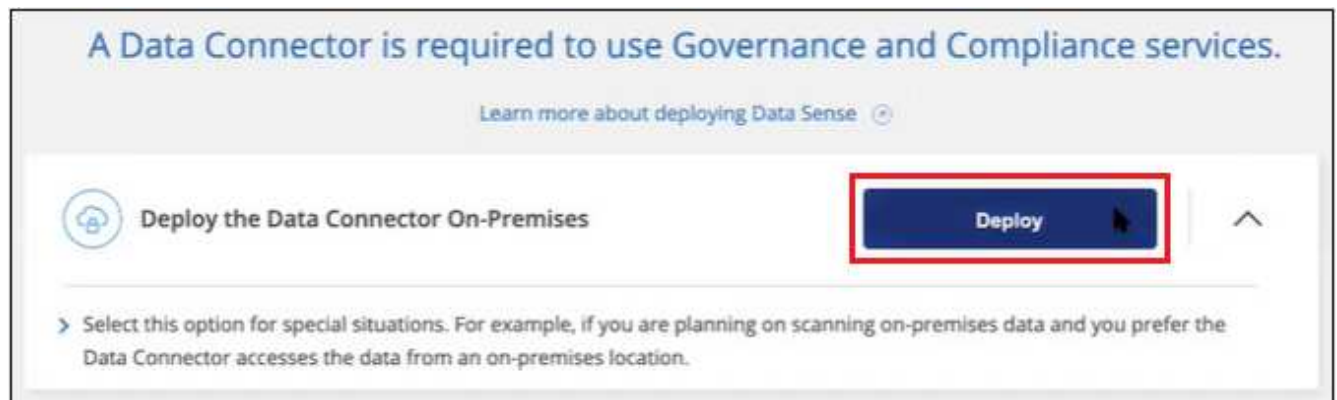 A Data Connector is required to use Governance and Compliance services.
Learn more about deploying Data Sense
Deploy the Data Connector On-Premises
Deploy
Select this option for special situations. For example, if you are planning on scanning on-premises data and you prefer the
Data Connector accesses the data from an on-premises location.